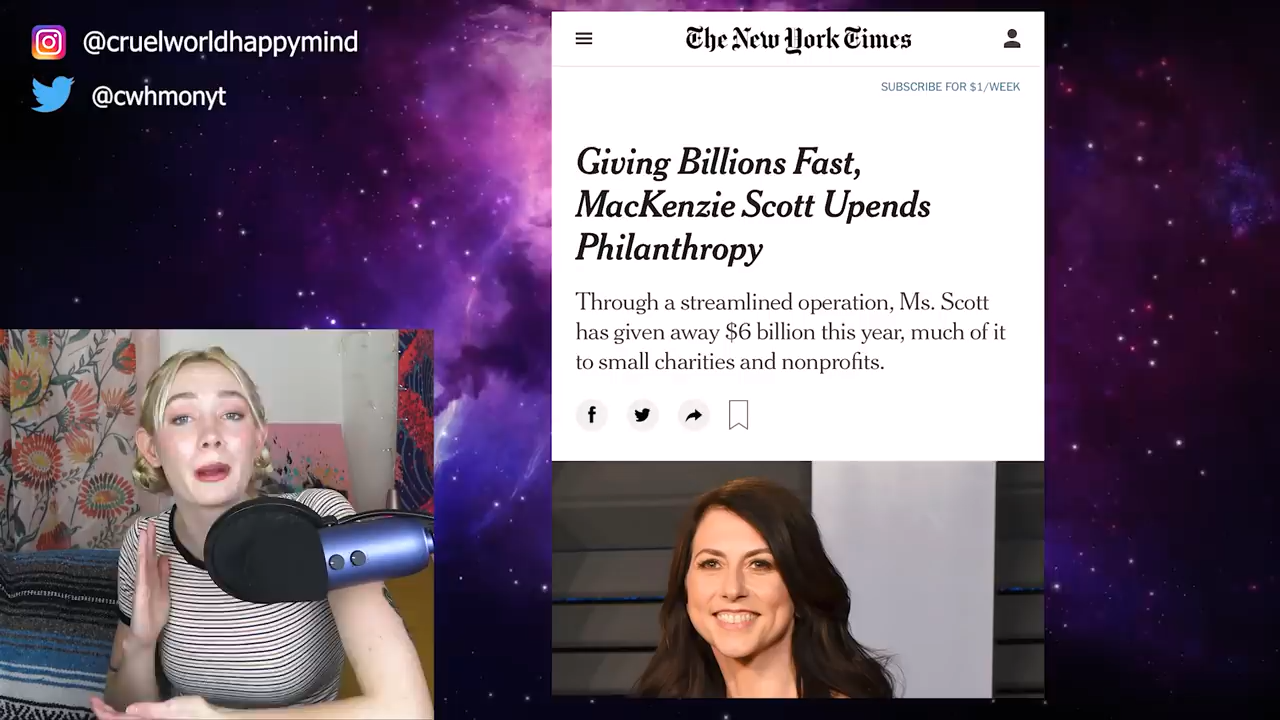 @cruelworldhappymind
@cwhmonyt
The New York Times
SUBSCRIBE FOR $1/WEEK
Giving Billions Fast,
MacKenzie Scott Upends
Philanthropy
Through a streamlined operation, Ms. Scott
has given away $6 billion this year, much of it
to small charities and nonprofits.